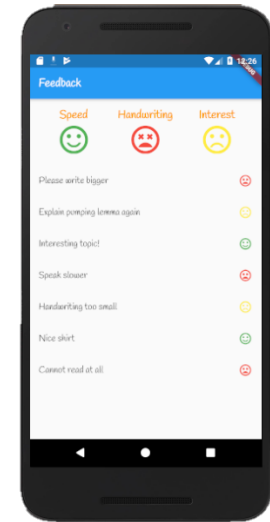 12:26
Feedback
Speed Handwriting Interest
Please write bigger
Explain pumping lemma again
Interesting topic!
Speak slower
Handwriting too small
Nice shirt
Cannot read at all